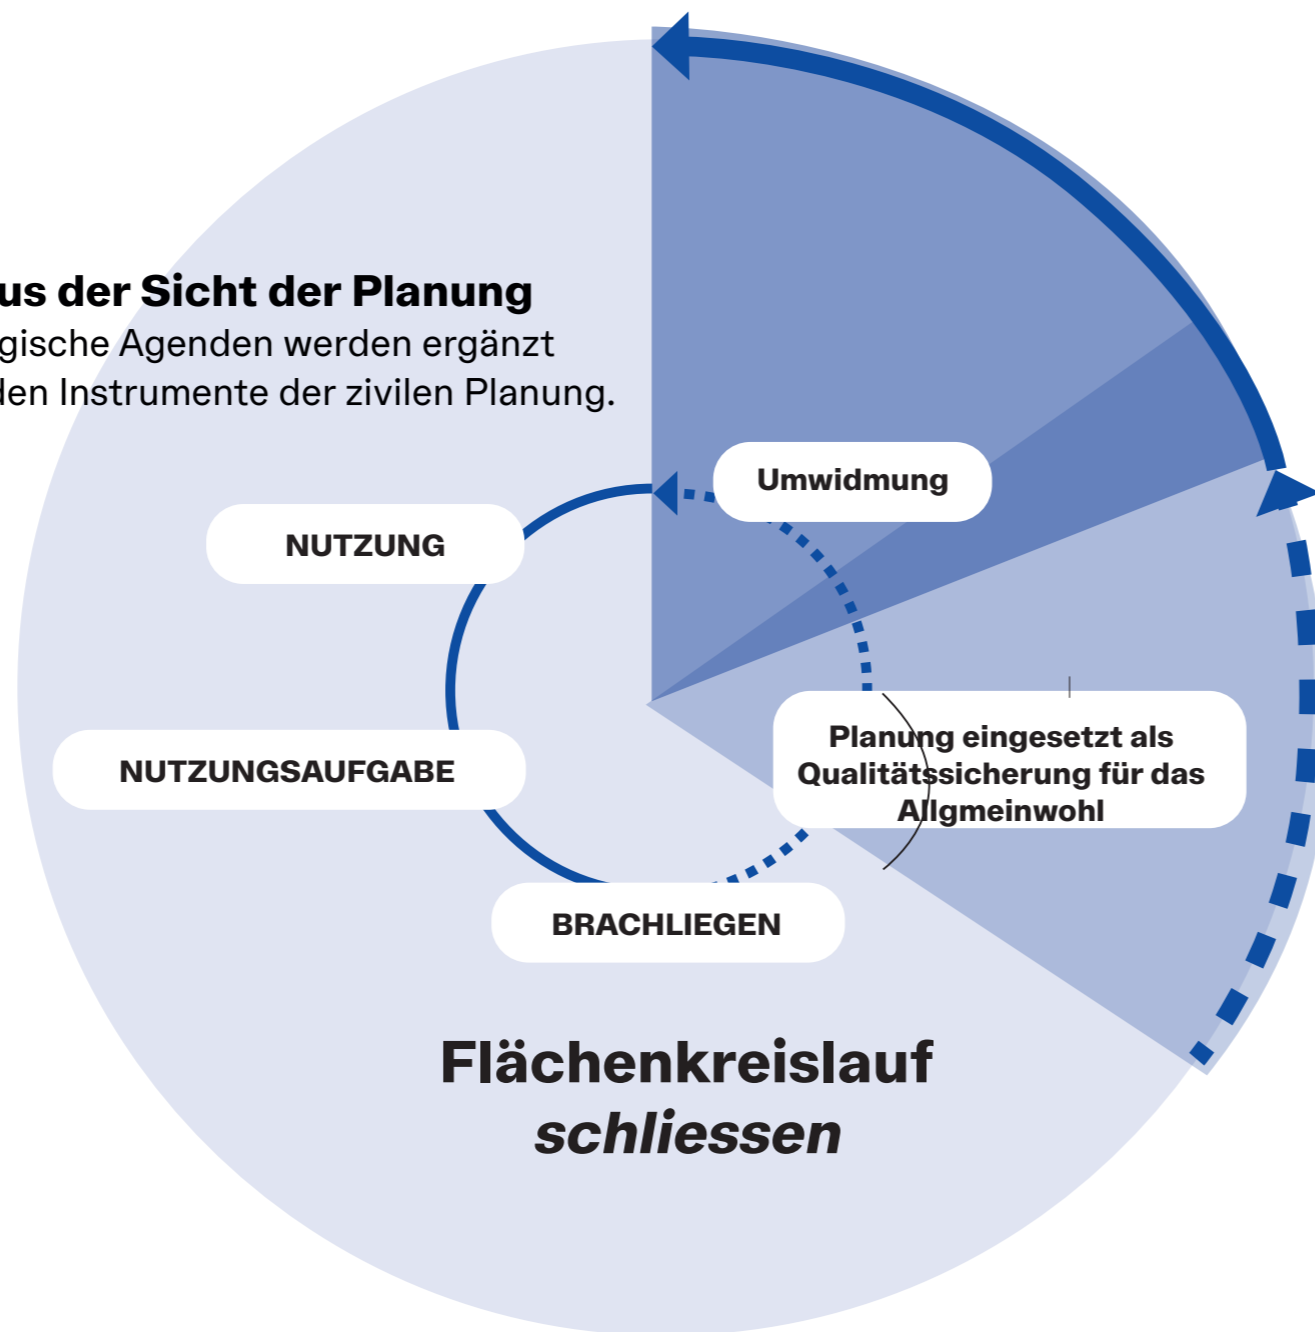 us der Sicht der Planung
gische Agenden werden ergänzt
den Instrumente der zivilen Planung.
Umwidmung
NUTZUNG
Planung eingesetzt als
Qualitätssicherung für das
Allgmeinwohl
NUTZUNGSAUFGABE
BRACHLIEGEN
Flächenkreislauf
schliessen